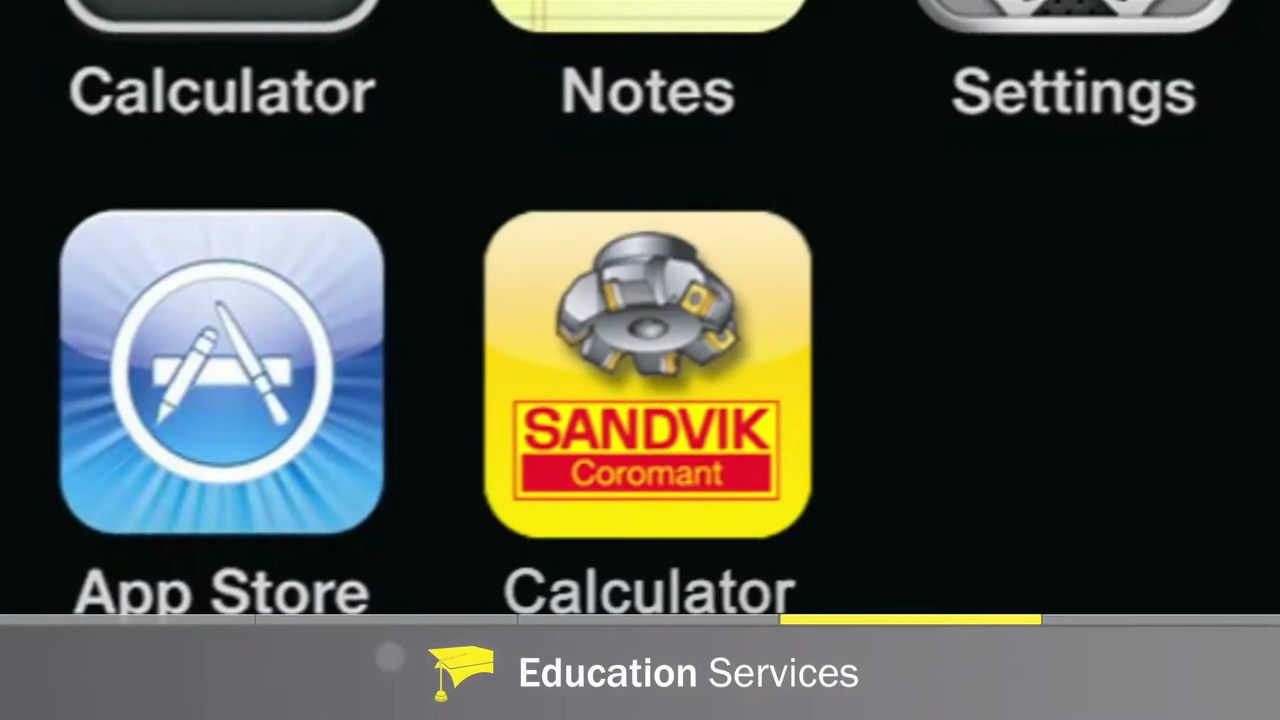 Calculator
Notes
Settings
SANDVIK
Coromant
App Store
Calculator
Education Services